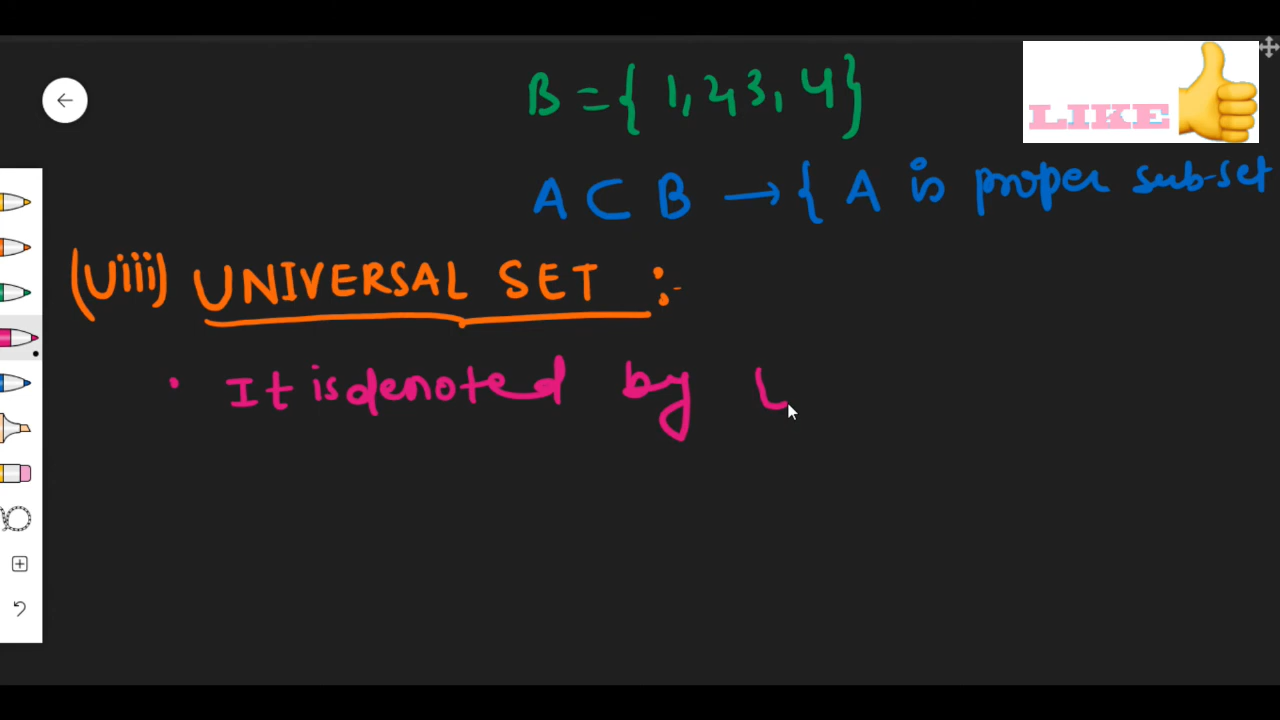 B = { 1, 2, 3, 4 }
LIKE
A ⊂ B → { A is proper sub-set
(Viii) UNIVERSAL SET :-
• It is denoted by